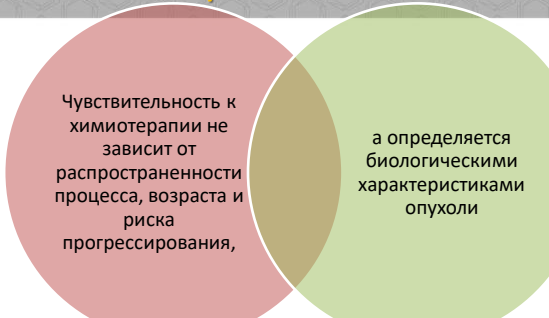 Чувствительность к
химиотерапии не
зависит от
распространенности
процесса, возраста и
риска
прогрессирования,
а определяется
биологическими
характеристиками
опухоли